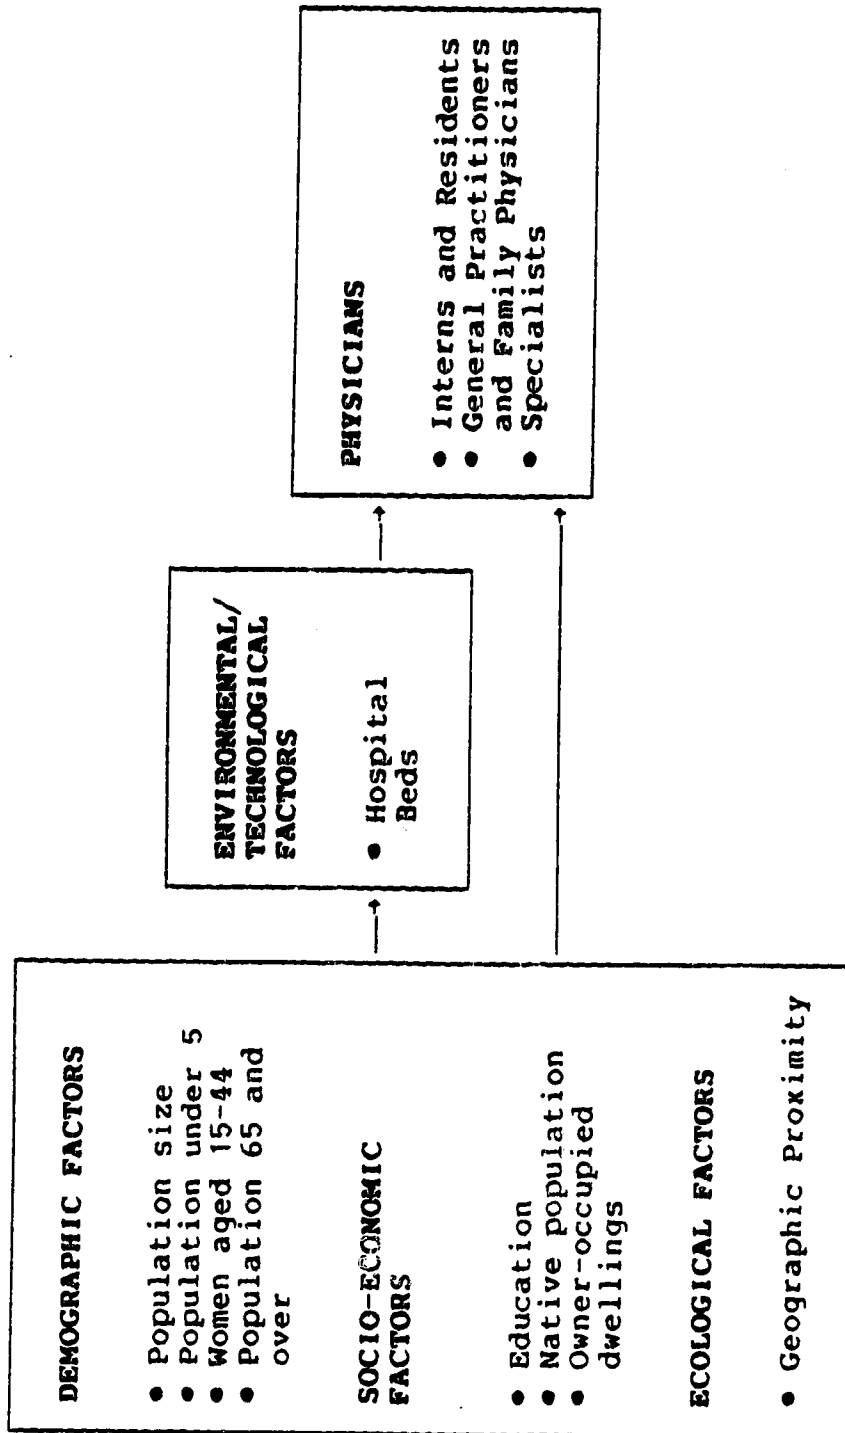 DEMOGRAPHIC FACTORS
● Population size
● Population under 5
● Women aged 15-44
● Population 65 and
over
SOCIO-ECONOMIC
FACTORS
● Education
● Native population
● Owner-occupied
dwellings
ECOLOGICAL FACTORS
● Geographic Proximity
ENVIRONMENTAL/
TECHNOLOGICAL
FACTORS
● Hospital
Beds
PHYSICIANS
● Interns and Residents
● General Practitioners
and Family Physicians
● Specialists